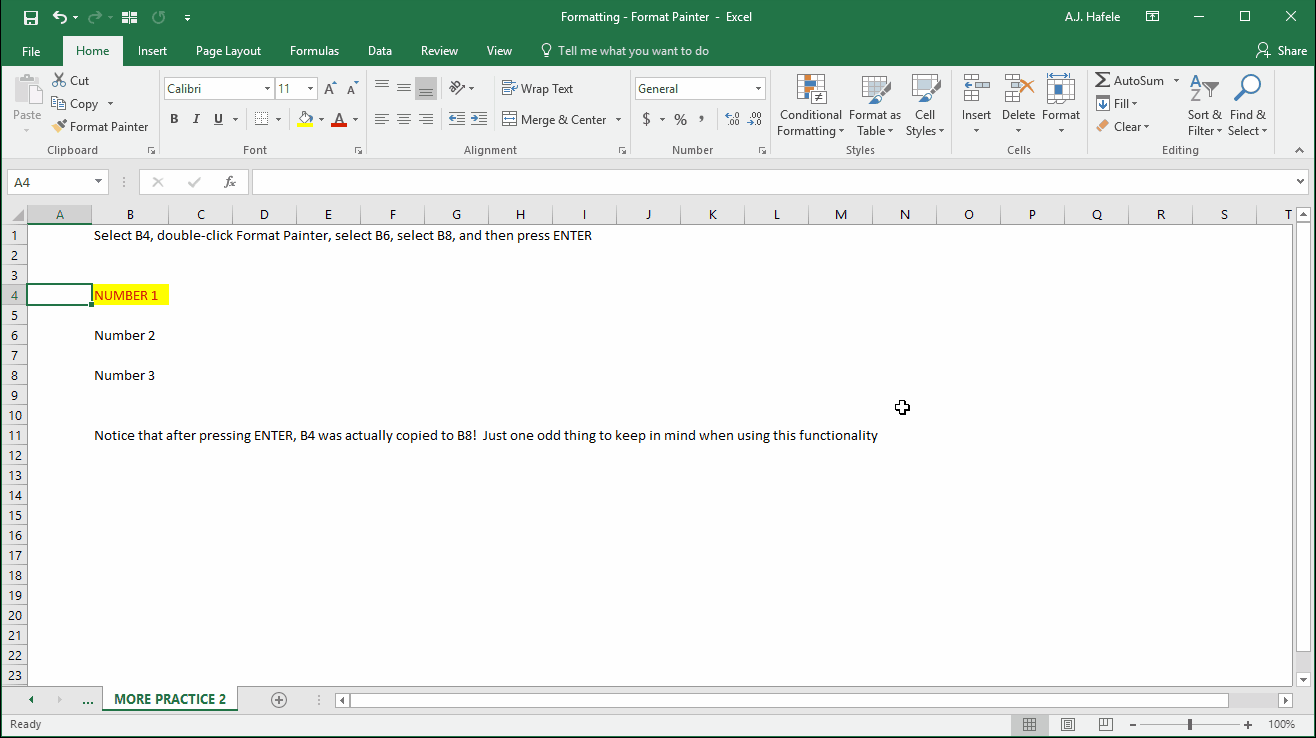 Formatting - Format Painter - Excel
A.J. Hafele
File Home Insert Page Layout Formulas Data Review View Tell me what you want to do Share
Paste
Cut
Copy
Format Painter
Clipboard
Calibri 11
B I U A
Font
Wrap Text
Merge & Center
Alignment
General
$ % ,
Number
Conditional Formatting
Format as Table
Cell Styles
Styles
Insert Delete Format
Cells
AutoSum
Fill
Clear
Sort & Filter
Find & Select
Editing
A4 fx
A B C D E F G H I J K L M N O P Q R S T
1 Select B4, double-click Format Painter, select B6, select B8, and then press ENTER
2
3
4 NUMBER 1
5
6 Number 2
7
8 Number 3
9
10
11 Notice that after pressing ENTER, B4 was actually copied to B8! Just one odd thing to keep in mind when using this functionality
12
13
14
15
16
17
18
19
20
21
22
23
... MORE PRACTICE 2
Ready 100%